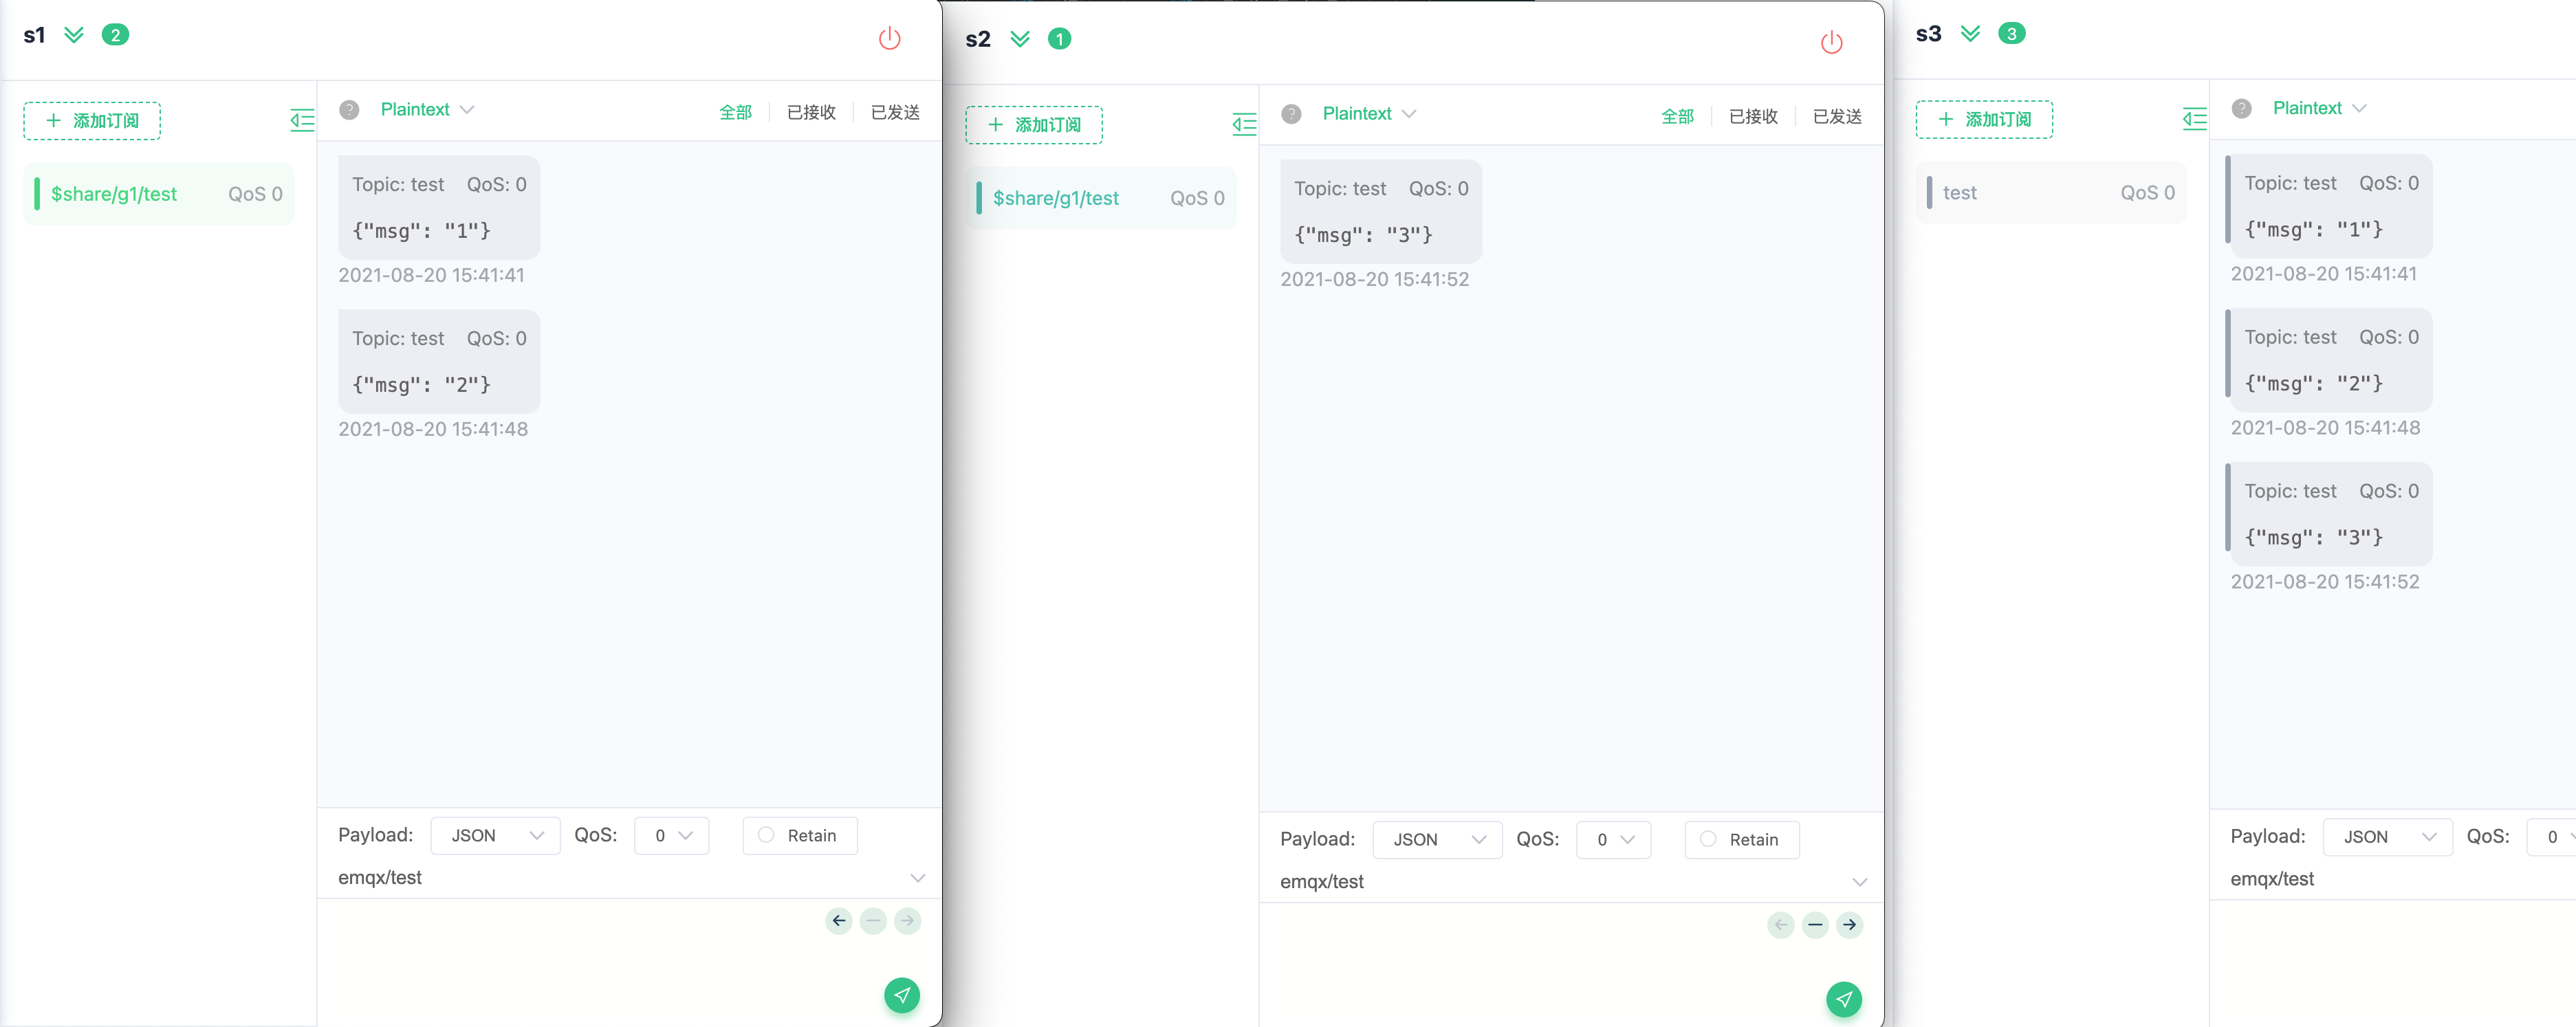 s1 2
+ 添加订阅
$share/g1/test QoS 0
? Plaintext 全部 已接收 已发送
Topic: test QoS: 0
{"msg": "1"}
2021-08-20 15:41:41
Topic: test QoS: 0
{"msg": "2"}
2021-08-20 15:41:48
Payload: JSON QoS: 0 Retain
emqx/test
s2 1
+ 添加订阅
$share/g1/test QoS 0
? Plaintext 全部 已接收 已发送
Topic: test QoS: 0
{"msg": "3"}
2021-08-20 15:41:52
Payload: JSON QoS: 0 Retain
emqx/test
s3 3
+ 添加订阅
test QoS 0
? Plaintext
Topic: test QoS: 0
{"msg": "1"}
2021-08-20 15:41:41
Topic: test QoS: 0
{"msg": "2"}
2021-08-20 15:41:48
Topic: test QoS: 0
{"msg": "3"}
2021-08-20 15:41:52
Payload: JSON QoS: 0
emqx/test